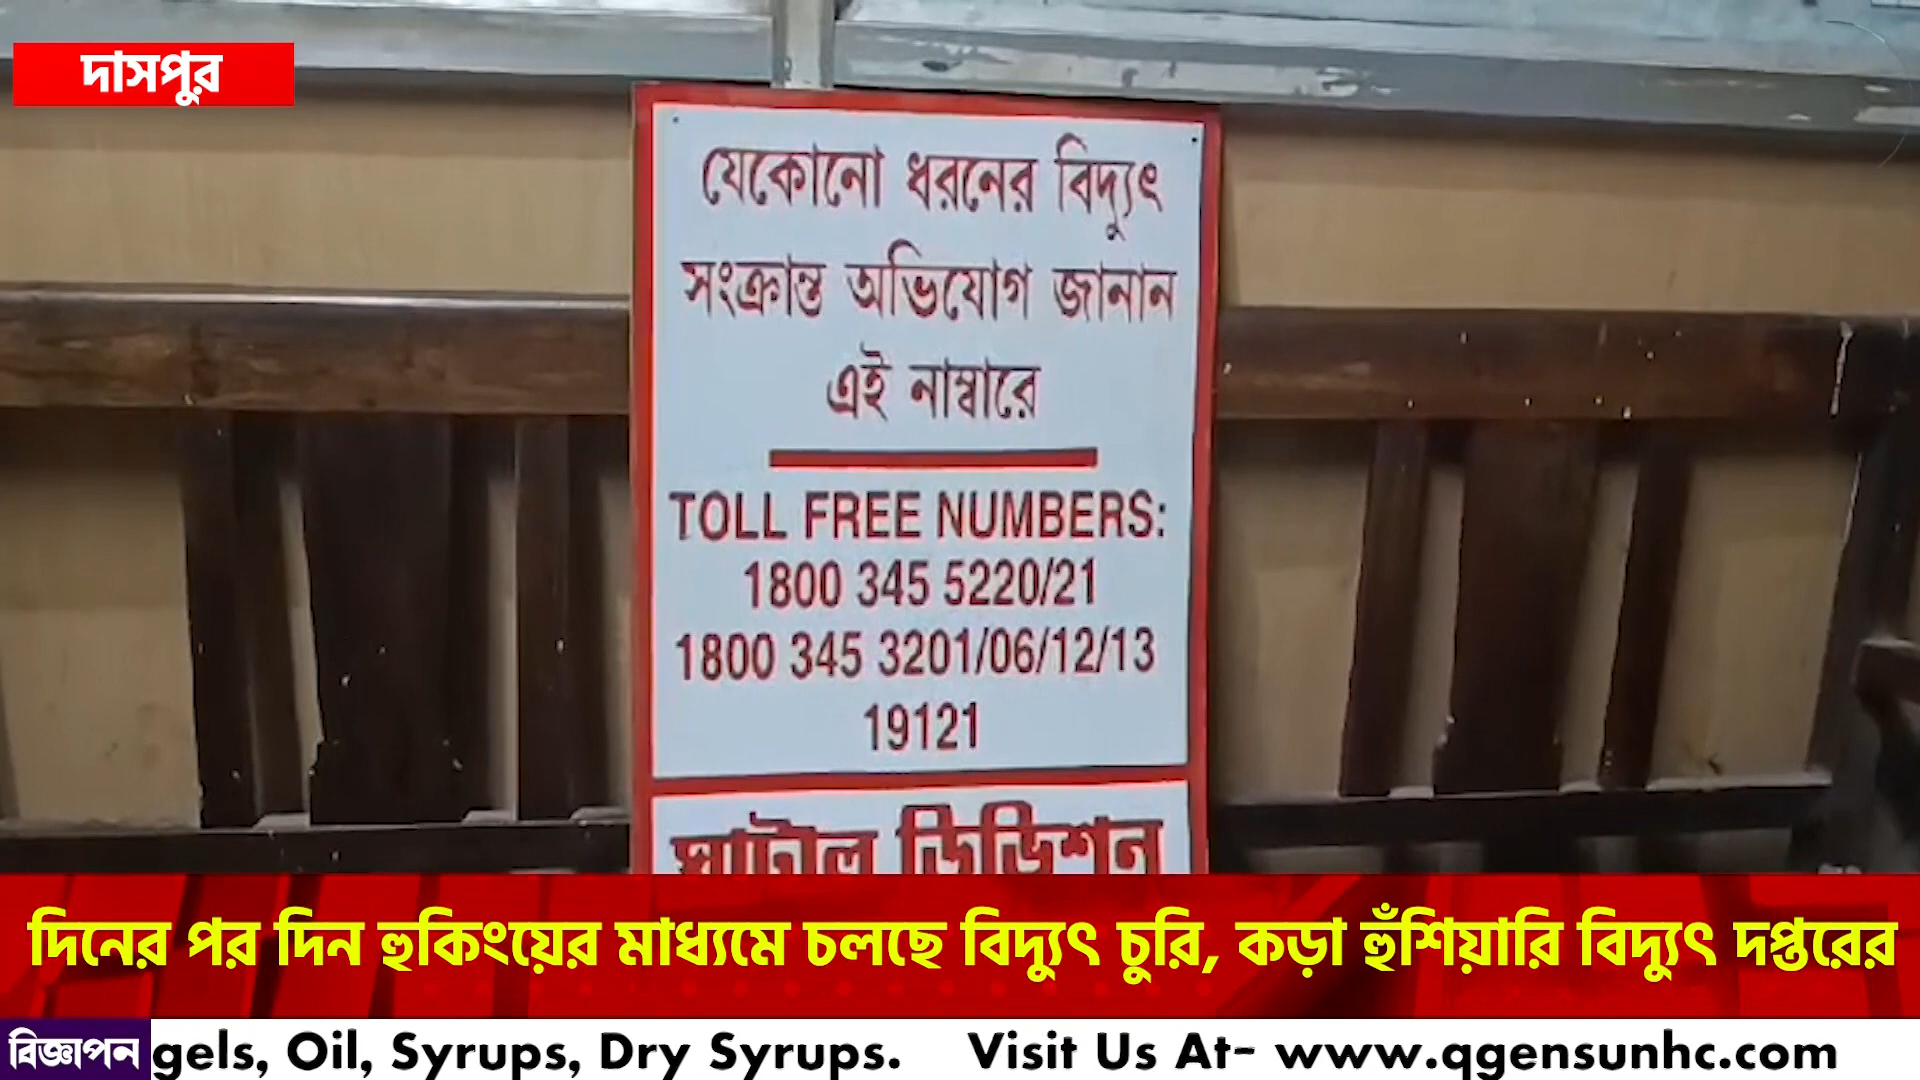 দাসপুর
যেকোনো ধরনের বিদ্যুৎ
সংক্রান্ত অভিযোগ জানান
এই নাম্বারে
TOLL FREE NUMBERS:
1800 345 5220/21
1800 345 3201/06/12/13
19121
ঘাটাল ডিভিশন
দিনের পর দিন হুকিংয়ের মাধ্যমে চলছে বিদ্যুৎ চুরি, কড়া হুঁশিয়ারি বিদ্যুৎ দপ্তরের
বিজ্ঞাপন gels, Oil, Syrups, Dry Syrups. Visit Us At- www.qgensunhc.com